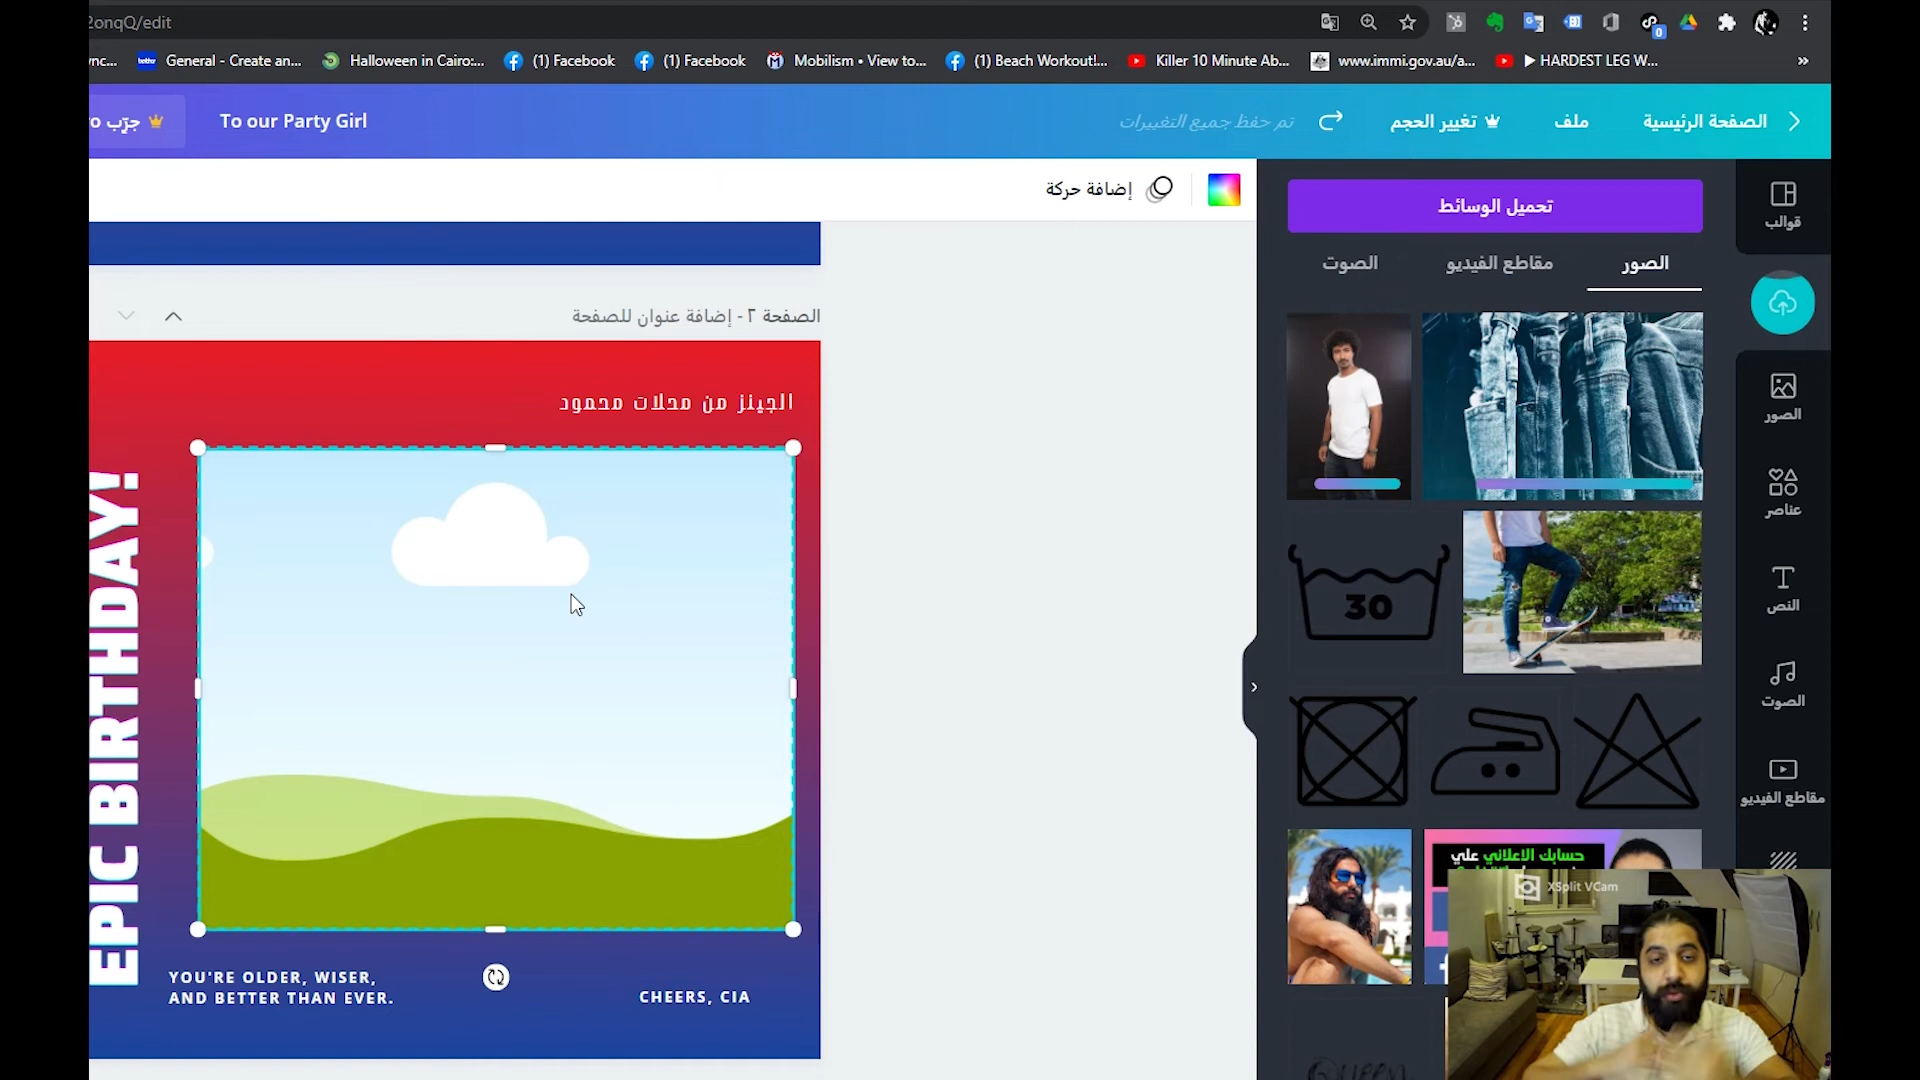 2onqQ/edit
0
ync...
General - Create an...
Halloween in Cairo:...
(1) Facebook
(1) Facebook
Mobilism • View to...
(1) Beach Workout!...
Killer 10 Minute Ab...
www.immi.gov.au/a...
▶ HARDEST LEG W...
»
الصفحة الرئيسية
ملف
تغيير الحجم
تم حفظ جميع التغييرات
To our Party Girl
جرّب
إضافة حركة
تحميل الوسائط
الصور
مقاطع الفيديو
الصوت
قوالب
الصور
عناصر
النص
الصوت
مقاطع الفيديو
الصفحة ٢ - إضافة عنوان للصفحة
الجينز من محلات محمود
EPIC BIRTHDAY!
YOU'RE OLDER, WISER,
AND BETTER THAN EVER.
CHEERS, CIA
30
حسابك الاعلاني علي
XSplit VCam
Queen